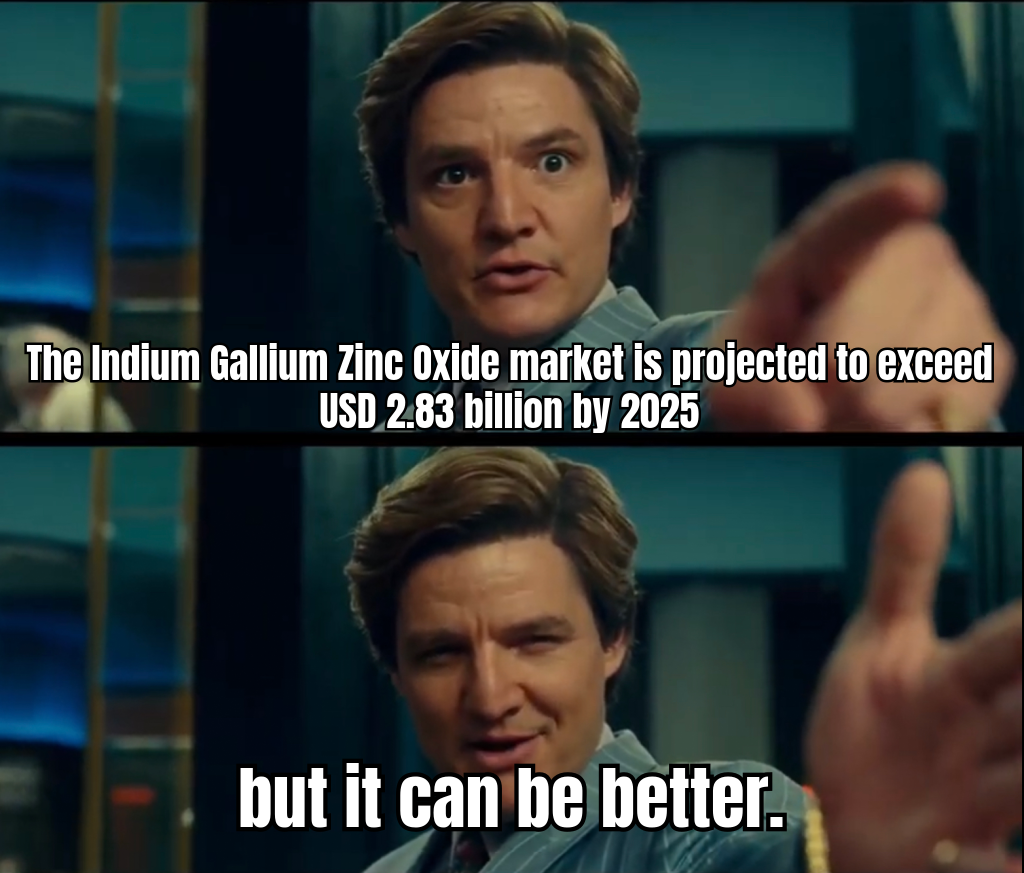 The Indium Gallium Zinc Oxide market is projected to exceed
USD 2.83 billion by 2025
but it can be better.